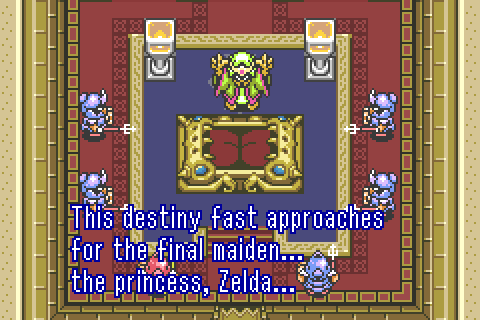 This destiny fast approaches
for the final maiden...
the princess, Zelda...